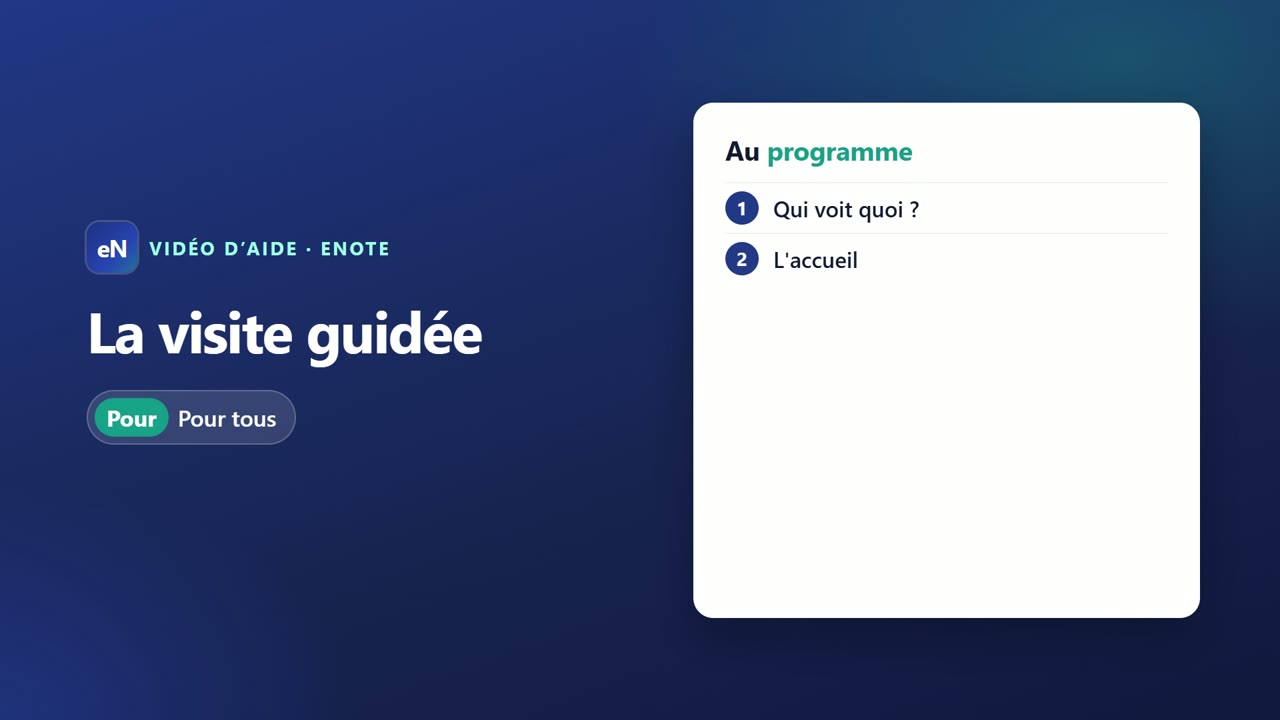 eN
VIDÉO D’AIDE · ENOTE
La visite guidée
Pour Pour tous
Au programme
1 Qui voit quoi ?
2 L'accueil